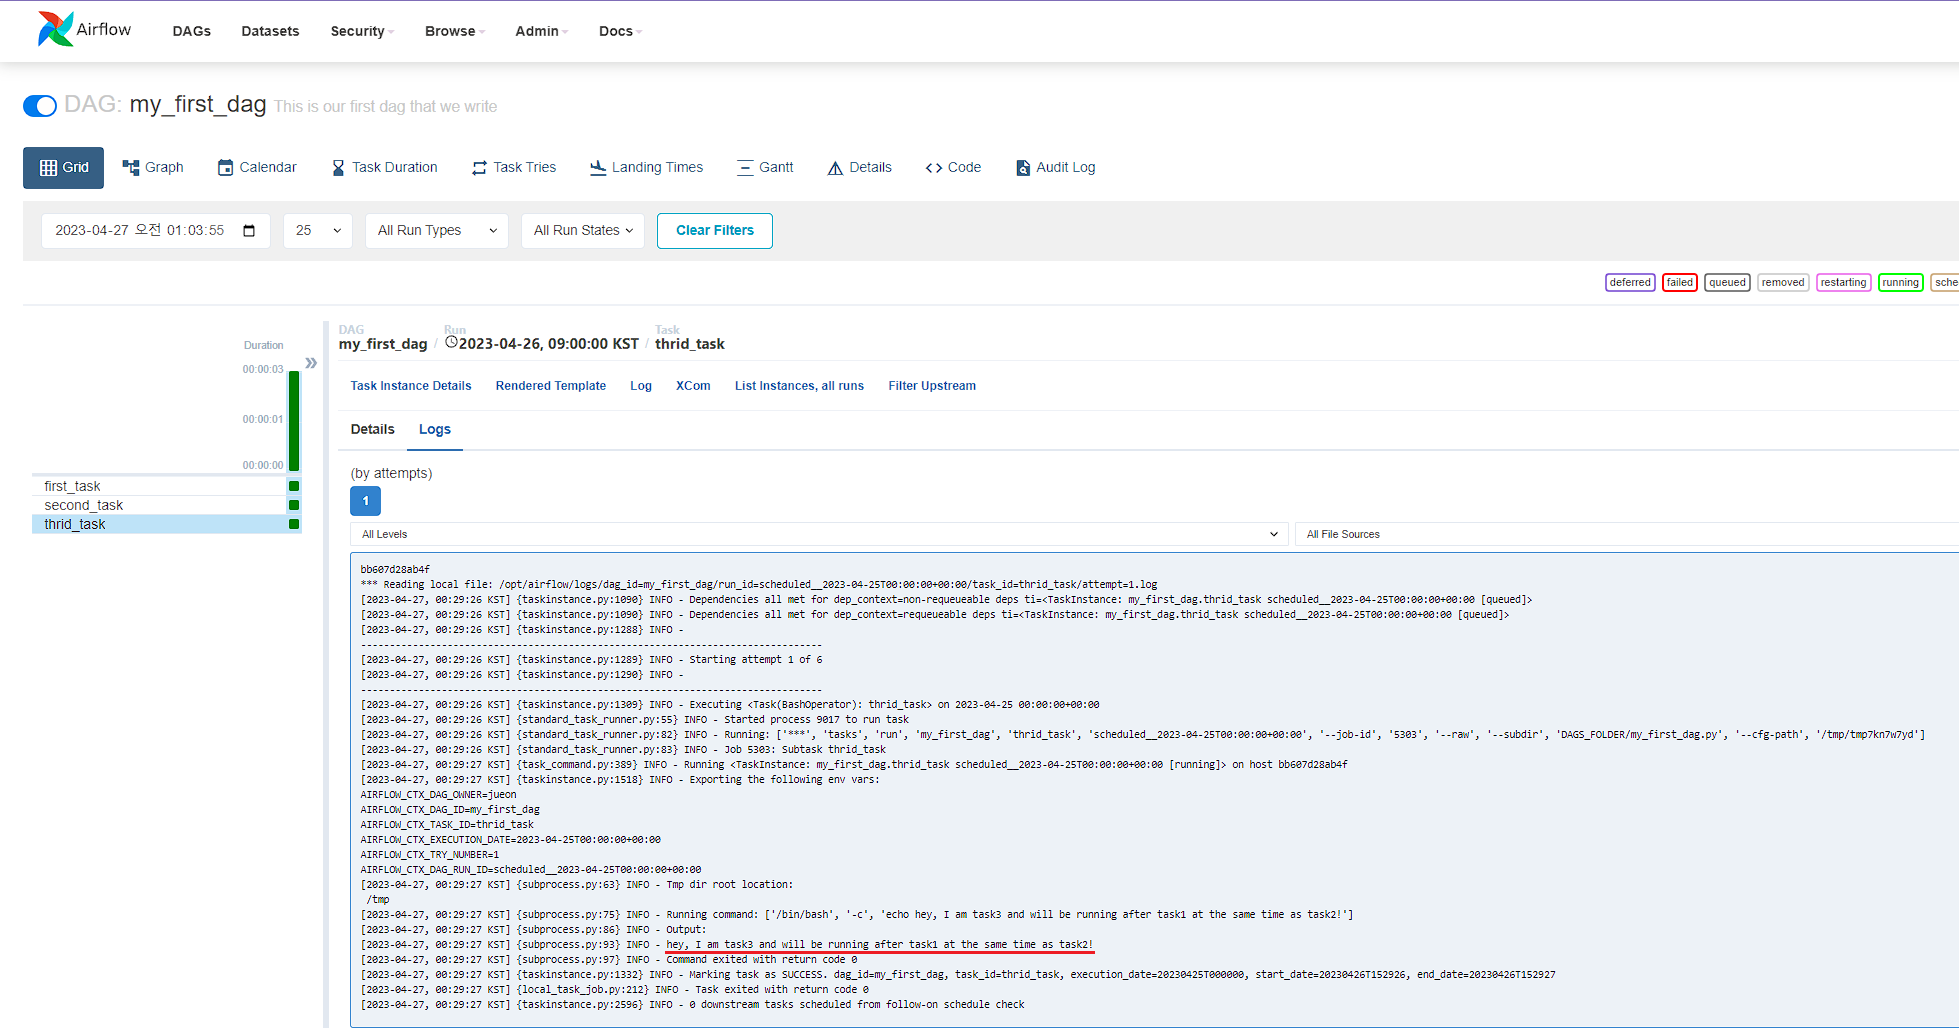 Airflow DAGs Datasets Security Browse Admin Docs
DAG: my_first_dag This is our first dag that we write
Grid Graph Calendar Task Duration Task Tries Landing Times Gantt Details Code Audit Log
2023-04-27 오전 01:03:55 25 All Run Types All Run States Clear Filters
deferred failed queued removed restarting running sche
DAG Run Task
my_first_dag / 2023-04-26, 09:00:00 KST / thrid_task
Duration
00:00:03
00:00:01
00:00:00
first_task
second_task
thrid_task
Task Instance Details Rendered Template Log XCom List Instances, all runs Filter Upstream
Details Logs
(by attempts)
1
All Levels All File Sources
bb607d28ab4f
*** Reading local file: /opt/airflow/logs/dag_id=my_first_dag/run_id=scheduled__2023-04-25T00:00:00+00:00/task_id=thrid_task/attempt=1.log
[2023-04-27, 00:29:26 KST] {taskinstance.py:1090} INFO - Dependencies all met for dep_context=non-requeueable deps ti=<TaskInstance: my_first_dag.thrid_task scheduled__2023-04-25T00:00:00+00:00 [queued]>
[2023-04-27, 00:29:26 KST] {taskinstance.py:1090} INFO - Dependencies all met for dep_context=requeueable deps ti=<TaskInstance: my_first_dag.thrid_task scheduled__2023-04-25T00:00:00+00:00 [queued]>
[2023-04-27, 00:29:26 KST] {taskinstance.py:1288} INFO -
--------------------------------------------------------------------------------
[2023-04-27, 00:29:26 KST] {taskinstance.py:1289} INFO - Starting attempt 1 of 6
[2023-04-27, 00:29:26 KST] {taskinstance.py:1290} INFO -
--------------------------------------------------------------------------------
[2023-04-27, 00:29:26 KST] {taskinstance.py:1309} INFO - Executing <Task(BashOperator): thrid_task> on 2023-04-25 00:00:00+00:00
[2023-04-27, 00:29:26 KST] {standard_task_runner.py:55} INFO - Started process 9017 to run task
[2023-04-27, 00:29:26 KST] {standard_task_runner.py:82} INFO - Running: ['***', 'tasks', 'run', 'my_first_dag', 'thrid_task', 'scheduled__2023-04-25T00:00:00+00:00', '--job-id', '5303', '--raw', '--subdir', 'DAGS_FOLDER/my_first_dag.py', '--cfg-path', '/tmp/tmp7kn7w7yd']
[2023-04-27, 00:29:26 KST] {standard_task_runner.py:83} INFO - Job 5303: Subtask thrid_task
[2023-04-27, 00:29:27 KST] {task_command.py:389} INFO - Running <TaskInstance: my_first_dag.thrid_task scheduled__2023-04-25T00:00:00+00:00 [running]> on host bb607d28ab4f
[2023-04-27, 00:29:27 KST] {taskinstance.py:1518} INFO - Exporting the following env vars:
AIRFLOW_CTX_DAG_OWNER=jueon
AIRFLOW_CTX_DAG_ID=my_first_dag
AIRFLOW_CTX_TASK_ID=thrid_task
AIRFLOW_CTX_EXECUTION_DATE=2023-04-25T00:00:00+00:00
AIRFLOW_CTX_TRY_NUMBER=1
AIRFLOW_CTX_DAG_RUN_ID=scheduled__2023-04-25T00:00:00+00:00
[2023-04-27, 00:29:27 KST] {subprocess.py:63} INFO - Tmp dir root location:
/tmp
[2023-04-27, 00:29:27 KST] {subprocess.py:75} INFO - Running command: ['/bin/bash', '-c', 'echo hey, I am task3 and will be running after task1 at the same time as task2!']
[2023-04-27, 00:29:27 KST] {subprocess.py:86} INFO - Output:
[2023-04-27, 00:29:27 KST] {subprocess.py:93} INFO - hey, I am task3 and will be running after task1 at the same time as task2!
[2023-04-27, 00:29:27 KST] {subprocess.py:97} INFO - Command exited with return code 0
[2023-04-27, 00:29:27 KST] {taskinstance.py:1332} INFO - Marking task as SUCCESS. dag_id=my_first_dag, task_id=thrid_task, execution_date=20230425T000000, start_date=20230426T152926, end_date=20230426T152927
[2023-04-27, 00:29:27 KST] {local_task_job.py:212} INFO - Task exited with return code 0
[2023-04-27, 00:29:27 KST] {taskinstance.py:2596} INFO - 0 downstream tasks scheduled from follow-on schedule check